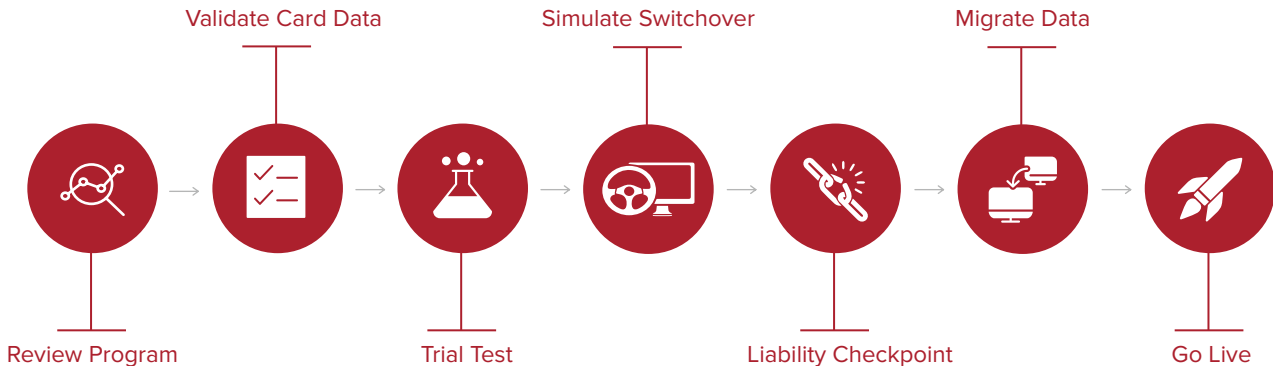 Validate Card Data
Simulate Switchover
Migrate Data
Review Program
Trial Test
Liability Checkpoint
Go Live